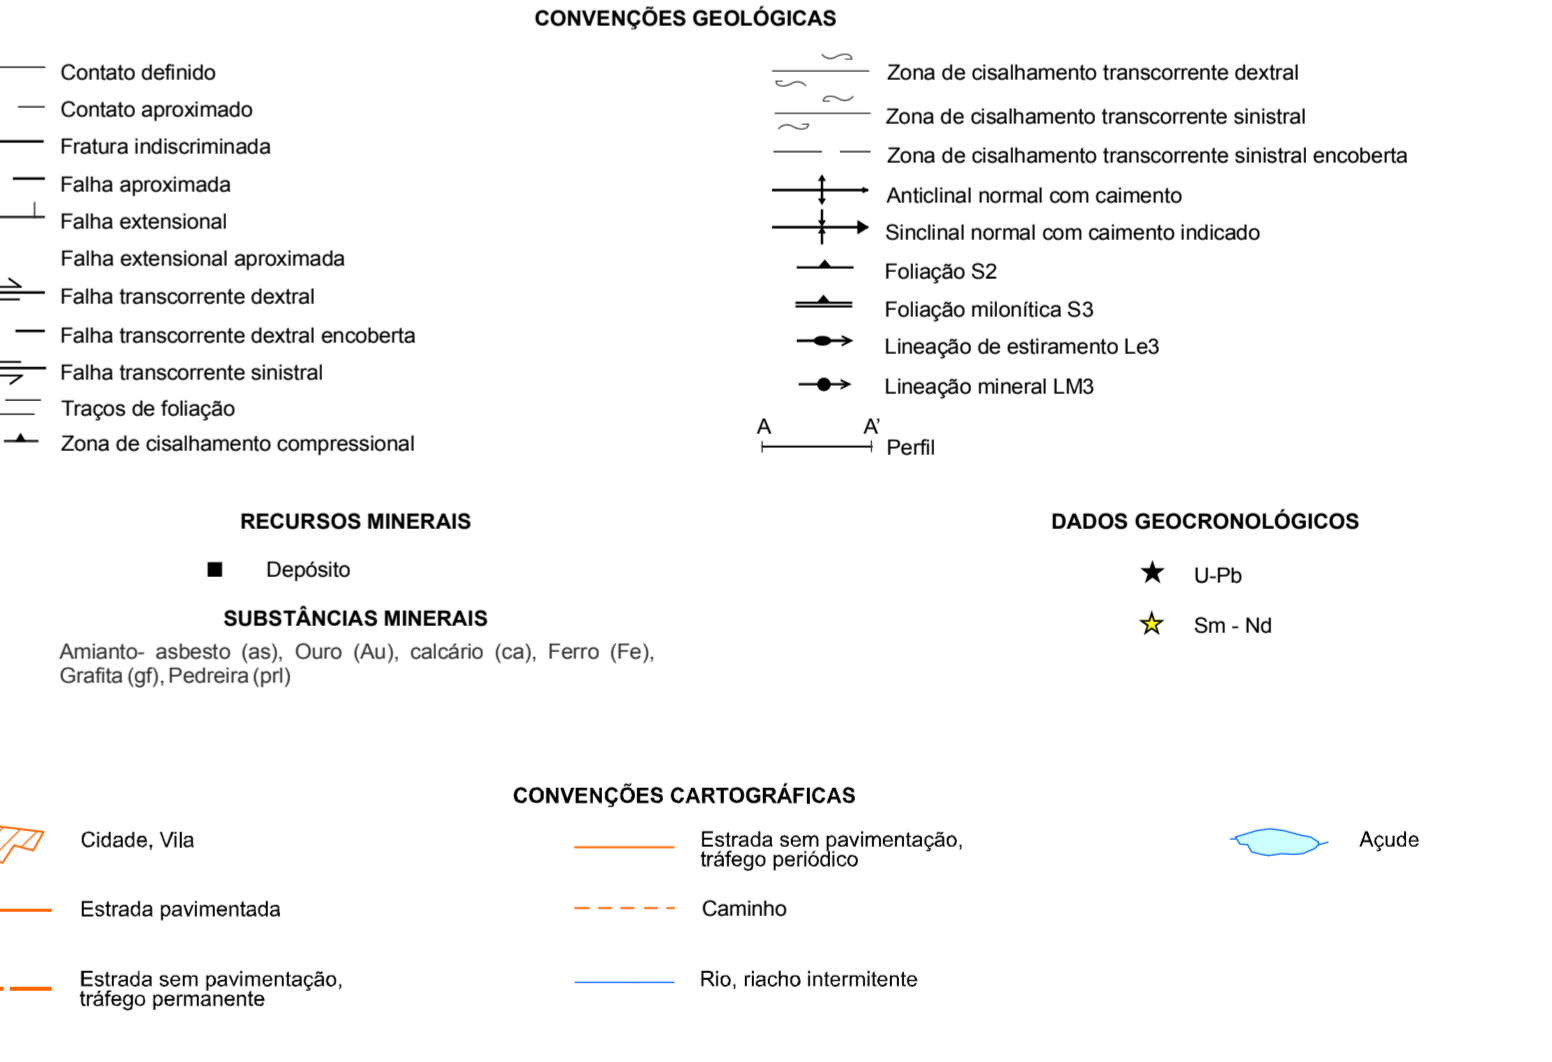 CONVENÇÕES GEOLÓGICAS
Contato definido
Contato aproximado
Fratura indiscriminada
Falha aproximada
Falha extensional
Falha extensional aproximada
Falha transcorrente dextral
Falha transcorrente dextral encoberta
Falha transcorrente sinistral
Traços de foliação
Zona de cisalhamento compressional
Zona de cisalhamento transcorrente dextral
Zona de cisalhamento transcorrente sinistral
Zona de cisalhamento transcorrente sinistral encoberta
Anticlinal normal com caimento
Sinclinal normal com caimento indicado
Foliação S2
Foliação milonítica S3
Lineação de estiramento Le3
Lineação mineral LM3
A A'
Perfil
RECURSOS MINERAIS
Depósito
SUBSTÂNCIAS MINERAIS
Amianto- asbesto (as), Ouro (Au), calcário (ca), Ferro (Fe),
Grafita (gf), Pedreira (prl)
DADOS GEOCRONOLÓGICOS
U-Pb
Sm - Nd
CONVENÇÕES CARTOGRÁFICAS
Cidade, Vila
Estrada pavimentada
Estrada sem pavimentação,
tráfego permanente
Estrada sem pavimentação,
tráfego periódico
Caminho
Rio, riacho intermitente
Açude